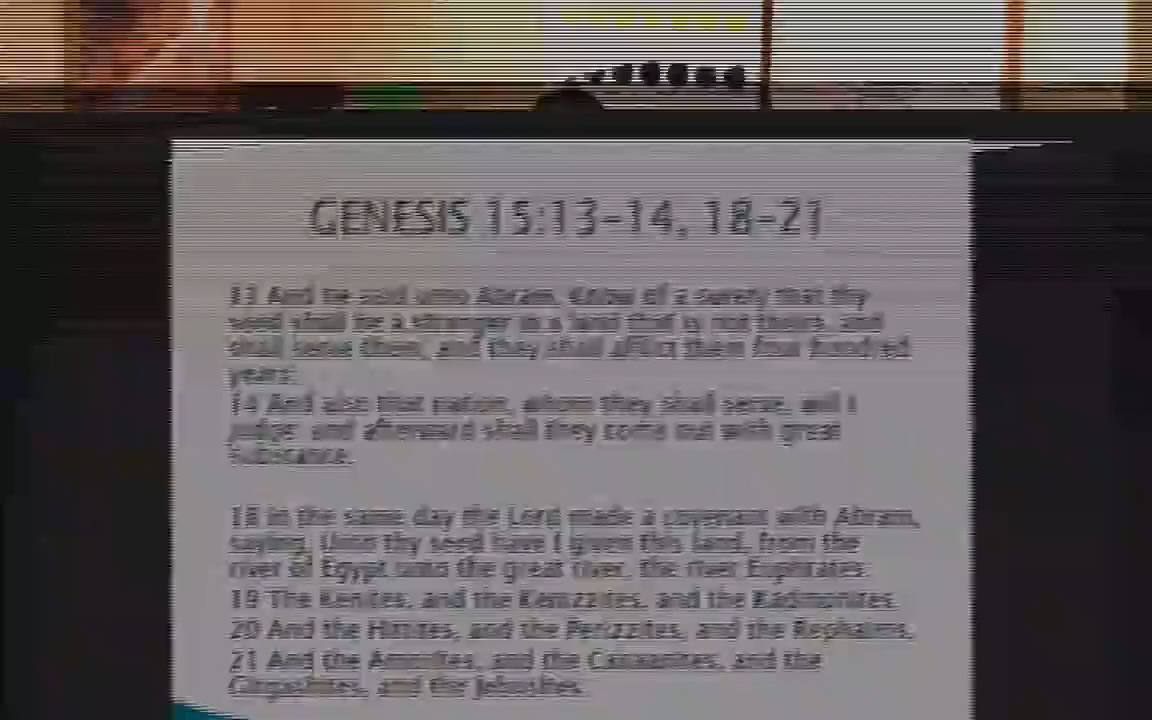 GENESIS 15:13-14, 18-21
13 And he said unto Abram, Know of a surety that thy
seed shall be a stranger in a land that is not theirs, and
shall serve them; and they shall afflict them four hundred
years;
14 And also that nation, whom they shall serve, will I
judge: and afterward shall they come out with great
substance.
18 In the same day the Lord made a covenant with Abram,
saying, Unto thy seed have I given this land, from the
river of Egypt unto the great river, the river Euphrates:
19 The Kenites, and the Kenizzites, and the Kadmonites,
20 And the Hittites, and the Perizzites, and the Rephaims,
21 And the Amorites, and the Canaanites, and the
Girgashites, and the Jebusites.